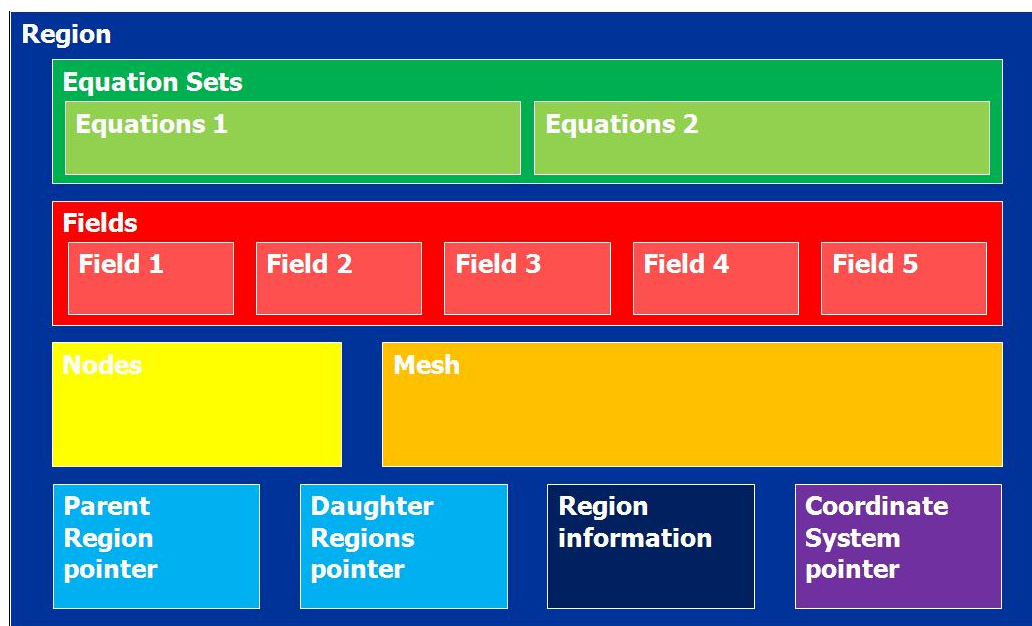 Region
Equation Sets
Equations 1
Equations 2
Fields
Field 1
Field 2
Field 3
Field 4
Field 5
Nodes
Mesh
Parent
Region
pointer
Daughter
Regions
pointer
Region
information
Coordinate
System
pointer